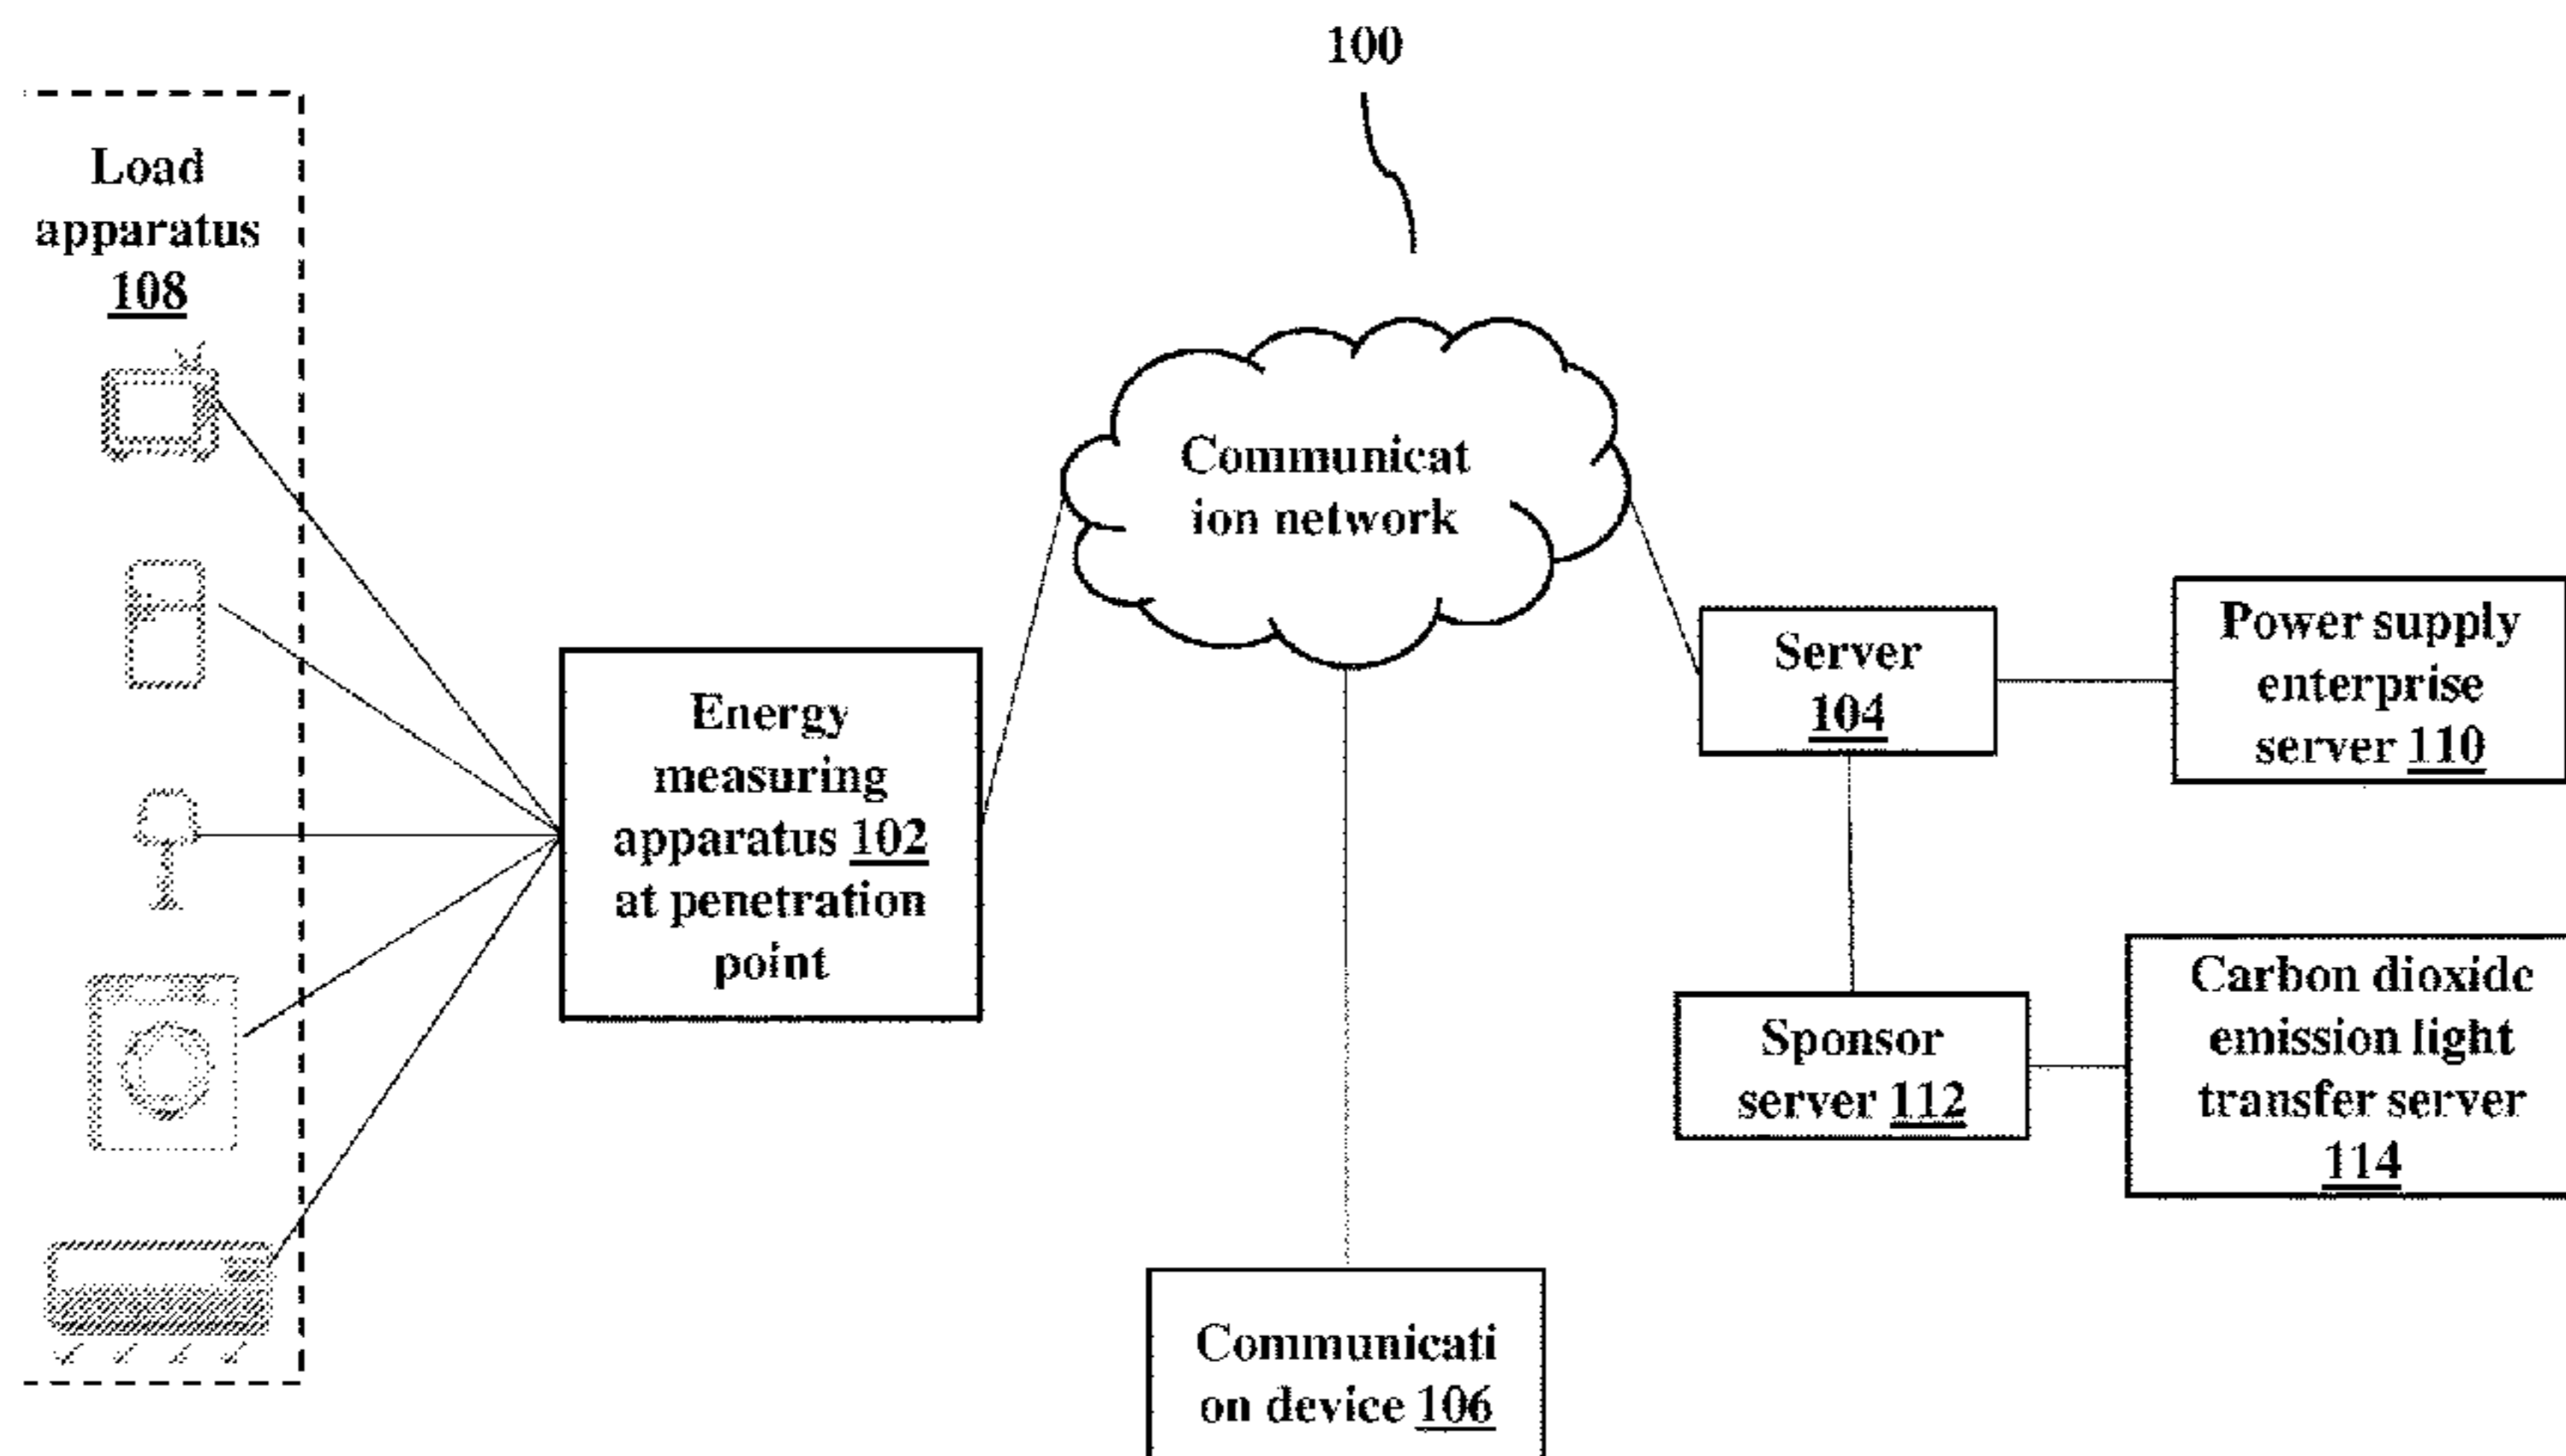 100
Load
apparatus
108
Communicat
ion network
Energy
measuring
apparatus 102
at penetration
point
Server
104
Power supply
enterprise
server 110
Sponsor
server 112
Carbon dioxide
emission light
transfer server
114
Communicati
on device 106